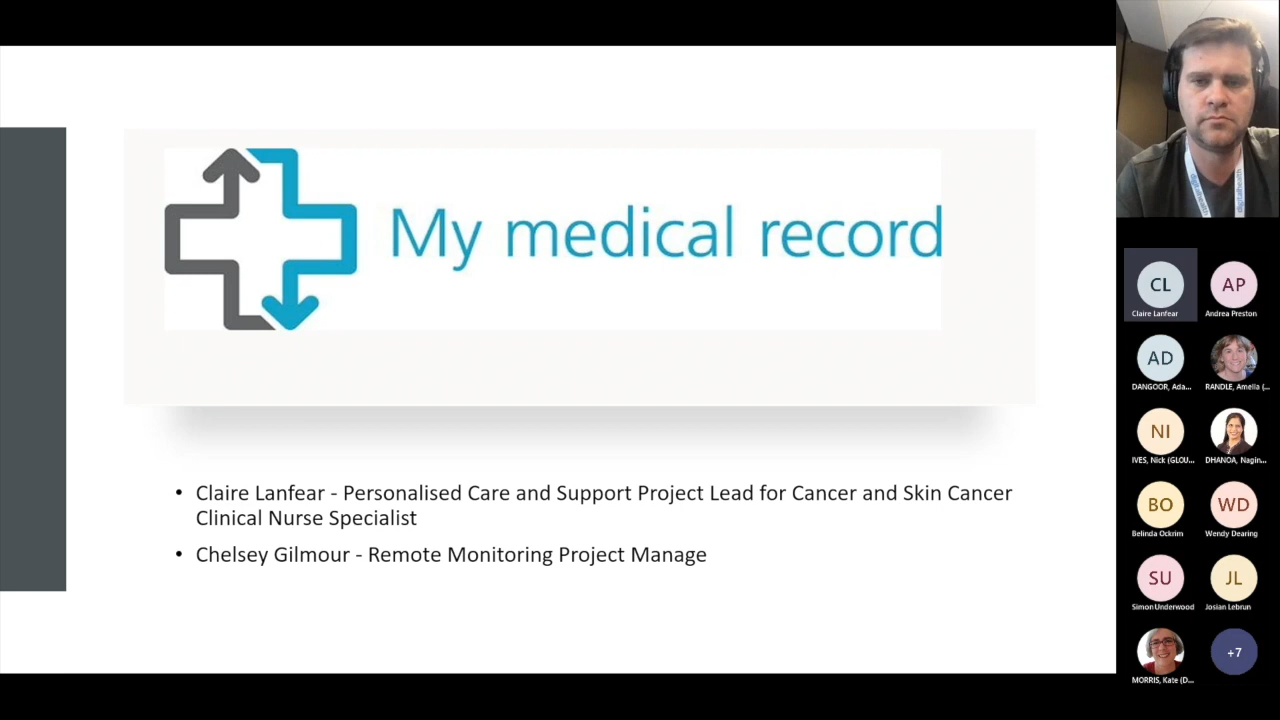 My medical record
• Claire Lanfear - Personalised Care and Support Project Lead for Cancer and Skin Cancer
Clinical Nurse Specialist
• Chelsey Gilmour - Remote Monitoring Project Manage
digitalhealth
CL
Claire Lanfear
AP
Andrea Preston
AD
DANGOOR, Ada...
RANDLE, Amelia (...
NI
IVES, Nick (GLOU...
DHANOA, Nagin...
BO
Belinda Ockrim
WD
Wendy Dearing
SU
Simon Underwood
JL
Josian Lebrun
MORRIS, Kate (D...
+7